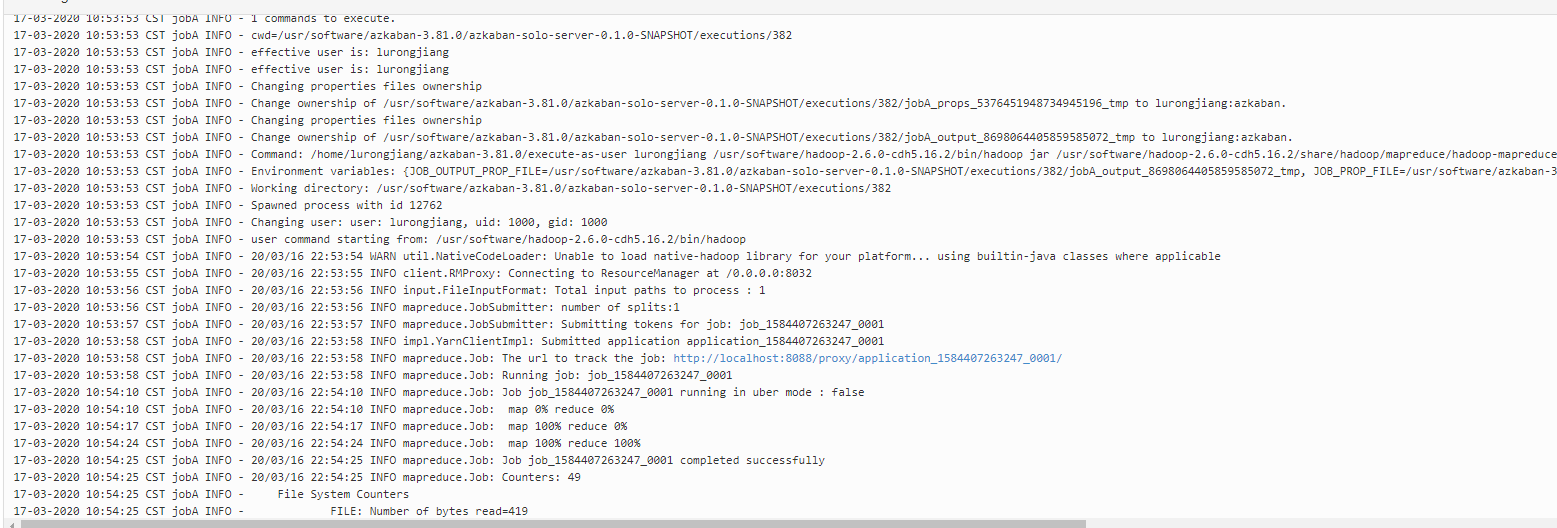 17-03-2020 10:53:53 CST jobA INFO - 1 commands to execute.
17-03-2020 10:53:53 CST jobA INFO - cwd=/usr/software/azkaban-3.81.0/azkaban-solo-server-0.1.0-SNAPSHOT/executions/382
17-03-2020 10:53:53 CST jobA INFO - effective user is: lurongjiang
17-03-2020 10:53:53 CST jobA INFO - effective user is: lurongjiang
17-03-2020 10:53:53 CST jobA INFO - Changing properties files ownership
17-03-2020 10:53:53 CST jobA INFO - Change ownership of /usr/software/azkaban-3.81.0/azkaban-solo-server-0.1.0-SNAPSHOT/executions/382/jobA_props_5376451948734945196_tmp to lurongjiang:azkaban.
17-03-2020 10:53:53 CST jobA INFO - Changing properties files ownership
17-03-2020 10:53:53 CST jobA INFO - Change ownership of /usr/software/azkaban-3.81.0/azkaban-solo-server-0.1.0-SNAPSHOT/executions/382/jobA_output_8698064405859585072_tmp to lurongjiang:azkaban.
17-03-2020 10:53:53 CST jobA INFO - Command: /home/lurongjiang/azkaban-3.81.0/execute-as-user lurongjiang /usr/software/hadoop-2.6.0-cdh5.16.2/bin/hadoop jar /usr/software/hadoop-2.6.0-cdh5.16.2/share/hadoop/mapreduce/hadoop-mapreduce
17-03-2020 10:53:53 CST jobA INFO - Environment variables: {JOB_OUTPUT_PROP_FILE=/usr/software/azkaban-3.81.0/azkaban-solo-server-0.1.0-SNAPSHOT/executions/382/jobA_output_8698064405859585072_tmp, JOB_PROP_FILE=/usr/software/azkaban-3
17-03-2020 10:53:53 CST jobA INFO - Working directory: /usr/software/azkaban-3.81.0/azkaban-solo-server-0.1.0-SNAPSHOT/executions/382
17-03-2020 10:53:53 CST jobA INFO - Spawned process with id 12762
17-03-2020 10:53:53 CST jobA INFO - Changing user: user: lurongjiang, uid: 1000, gid: 1000
17-03-2020 10:53:53 CST jobA INFO - user command starting from: /usr/software/hadoop-2.6.0-cdh5.16.2/bin/hadoop
17-03-2020 10:53:54 CST jobA INFO - 20/03/16 22:53:54 WARN util.NativeCodeLoader: Unable to load native-hadoop library for your platform... using builtin-java classes where applicable
17-03-2020 10:53:55 CST jobA INFO - 20/03/16 22:53:55 INFO client.RMProxy: Connecting to ResourceManager at /0.0.0.0:8032
17-03-2020 10:53:56 CST jobA INFO - 20/03/16 22:53:56 INFO input.FileInputFormat: Total input paths to process : 1
17-03-2020 10:53:56 CST jobA INFO - 20/03/16 22:53:56 INFO mapreduce.JobSubmitter: number of splits:1
17-03-2020 10:53:57 CST jobA INFO - 20/03/16 22:53:57 INFO mapreduce.JobSubmitter: Submitting tokens for job: job_1584407263247_0001
17-03-2020 10:53:58 CST jobA INFO - 20/03/16 22:53:58 INFO impl.YarnClientImpl: Submitted application application_1584407263247_0001
17-03-2020 10:53:58 CST jobA INFO - 20/03/16 22:53:58 INFO mapreduce.Job: The url to track the job: http://localhost:8088/proxy/application_1584407263247_0001/
17-03-2020 10:53:58 CST jobA INFO - 20/03/16 22:53:58 INFO mapreduce.Job: Running job: job_1584407263247_0001
17-03-2020 10:54:10 CST jobA INFO - 20/03/16 22:54:10 INFO mapreduce.Job: Job job_1584407263247_0001 running in uber mode : false
17-03-2020 10:54:10 CST jobA INFO - 20/03/16 22:54:10 INFO mapreduce.Job:  map 0% reduce 0%
17-03-2020 10:54:17 CST jobA INFO - 20/03/16 22:54:17 INFO mapreduce.Job:  map 100% reduce 0%
17-03-2020 10:54:24 CST jobA INFO - 20/03/16 22:54:24 INFO mapreduce.Job:  map 100% reduce 100%
17-03-2020 10:54:25 CST jobA INFO - 20/03/16 22:54:25 INFO mapreduce.Job: Job job_1584407263247_0001 completed successfully
17-03-2020 10:54:25 CST jobA INFO - 20/03/16 22:54:25 INFO mapreduce.Job: Counters: 49
17-03-2020 10:54:25 CST jobA INFO - File System Counters
17-03-2020 10:54:25 CST jobA INFO - FILE: Number of bytes read=419